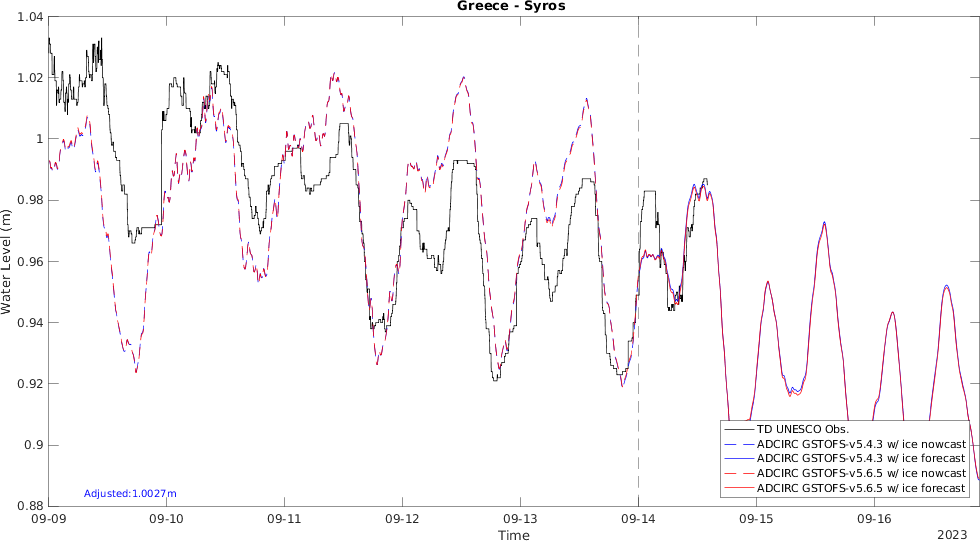 Greece - Syros
Water Level (m)
1.04
1.02
1
0.98
0.96
0.94
0.92
0.9
0.88
Adjusted:1.0027m
TD UNESCO Obs.
ADCIRC GSTOFS-v5.4.3 w/ ice nowcast
ADCIRC GSTOFS-v5.4.3 w/ ice forecast
ADCIRC GSTOFS-v5.6.5 w/ ice nowcast
ADCIRC GSTOFS-v5.6.5 w/ ice forecast
09-09 09-10 09-11 09-12 09-13 09-14 09-15 09-16
Time
2023